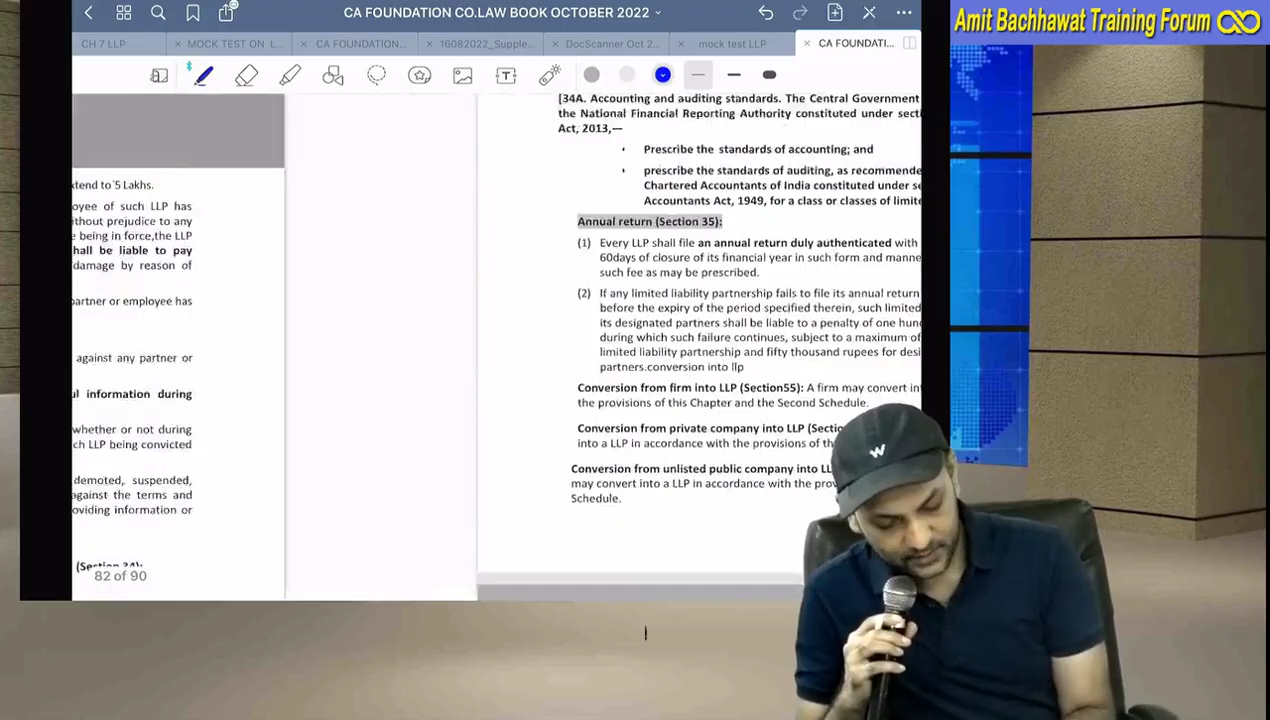 CA FOUNDATION CO.LAW BOOK OCTOBER 2022
Amit Bachhawat Training Forum
CH 7 LLP
MOCK TEST ON L...
CA FOUNDATION...
16082022_Supple...
DocScanner Oct 2...
mock test LLP
CA FOUNDATI...
xtend to `5 Lakhs.
oyee of such LLP has
ithout prejudice to any
e being in force,the LLP
hall be liable to pay
damage by reason of
partner or employee has
against any partner or
ul information during
whether or not during
ch LLP being convicted
demoted, suspended,
against the terms and
oviding information or
(Section 34):
82 of 90
[34A. Accounting and auditing standards. The Central Government
the National Financial Reporting Authority constituted under secti
Act, 2013,—
• Prescribe the standards of accounting; and
• prescribe the standards of auditing, as recommende
Chartered Accountants of India constituted under se
Accountants Act, 1949, for a class or classes of limite
Annual return (Section 35):
(1) Every LLP shall file an annual return duly authenticated with
60days of closure of its financial year in such form and manne
such fee as may be prescribed.
(2) If any limited liability partnership fails to file its annual return
before the expiry of the period specified therein, such limited
its designated partners shall be liable to a penalty of one hun
during which such failure continues, subject to a maximum of
limited liability partnership and fifty thousand rupees for desi
partners.conversion into llp
Conversion from firm into LLP (Section55): A firm may convert in
the provisions of this Chapter and the Second Schedule.
Conversion from private company into LLP (Sectio
into a LLP in accordance with the provisions of th
Conversion from unlisted public company into LL
may convert into a LLP in accordance with the prov
Schedule.
W